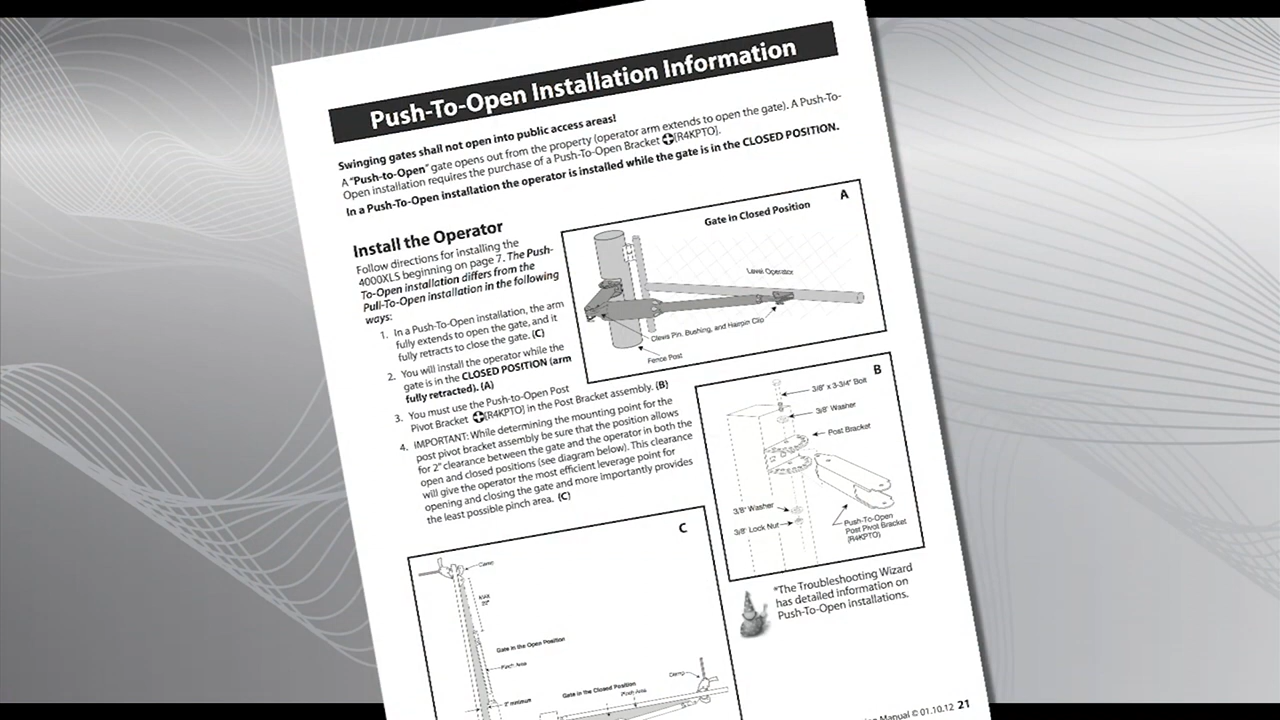 Push-To-Open Installation Information
Swinging gates shall not open into public access areas!
A "Push-to-Open" gate opens out from the property (operator arm extends to open the gate). A Push-To-
Open installation requires the purchase of a Push-To-Open Bracket [R4KPTO].
In a Push-To-Open installation the operator is installed while the gate is in the CLOSED POSITION.
Install the Operator
Follow directions for installing the
4000XLS beginning on page 7. The Push-
To-Open installation differs from the
Pull-To-Open installation in the following
ways:
1. In a Push-To-Open installation, the arm
fully extends to open the gate, and it
fully retracts to close the gate. (C)
2. You will install the operator while the
gate is in the CLOSED POSITION (arm
fully retracted). (A)
3. You must use the Push-to-Open Post
Pivot Bracket [R4KPTO] in the Post Bracket assembly. (B)
4. IMPORTANT: While determining the mounting point for the
post pivot bracket assembly be sure that the position allows
for 2" clearance between the gate and the operator in both the
open and closed positions (see diagram below). This clearance
will give the operator the most efficient leverage point for
opening and closing the gate and more importantly provides
the least possible pinch area. (C)
A
Gate in Closed Position
Level Operator
Clevis Pin, Bushing, and Hairpin Clip
Fence Post
B
3/8" x 3-3/4" Bolt
3/8" Washer
Post Bracket
3/8" Washer
3/8" Lock Nut
Push-To-Open
Post Pivot Bracket
(R4KPTO)
*The Troubleshooting Wizard
has detailed information on
Push-To-Open installations.
C
Clamp
MAX
Gate in the Open Position
Pinch Area
2" minimum
Gate in the Closed Position
Pinch Area
Clamp
Manual © 01.10.12 21